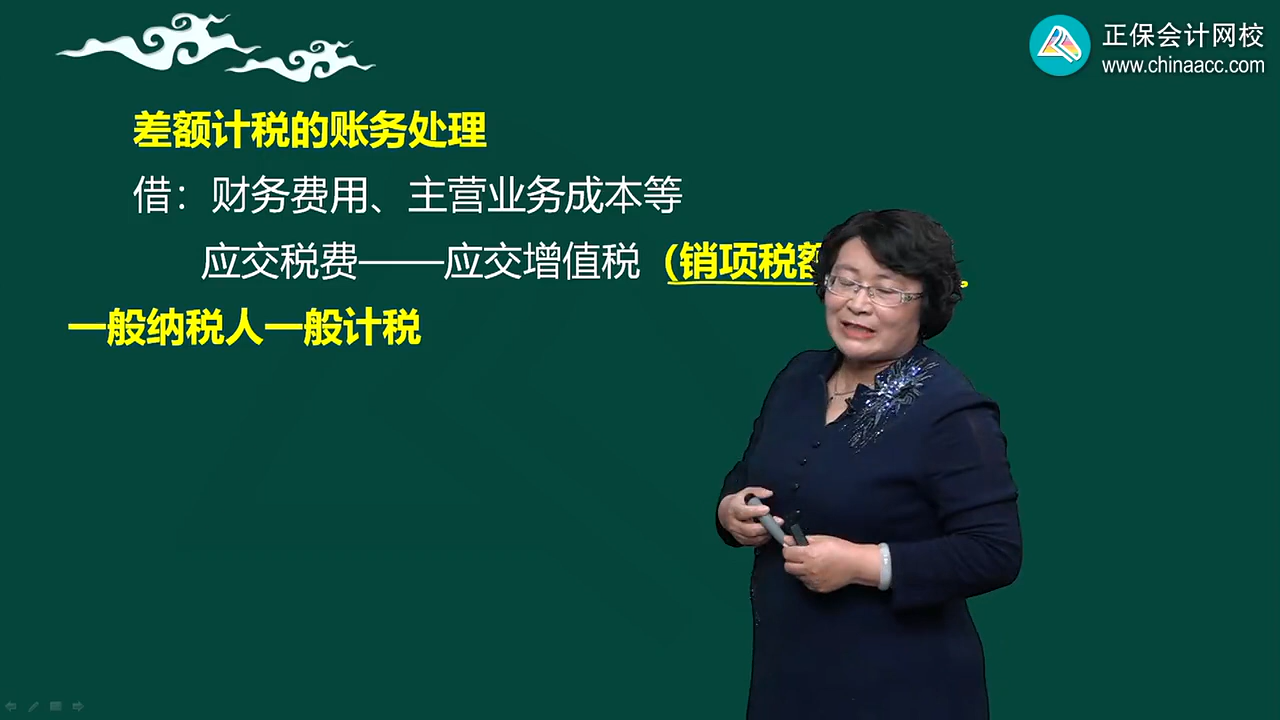 正保会计网校
www.chinaacc.com
差额计税的账务处理
借：财务费用、主营业务成本等
应交税费——应交增值税（销项税额
一般纳税人一般计税